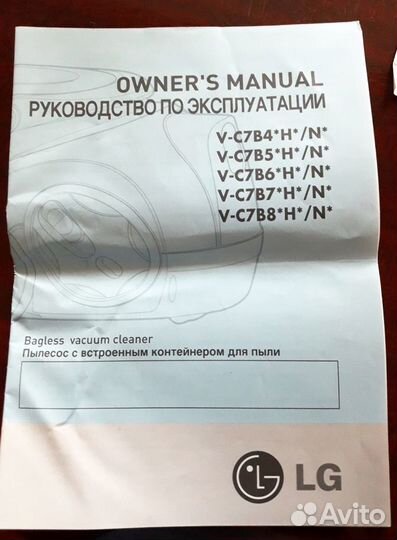 OWNER'S MANUAL
РУКОВОДСТВО ПО ЭКСПЛУАТАЦИИ
V-C7B4*H*/N*
V-C7B5*H*/N*
V-C7B6*H*/N*
V-C7B7*H*/N*
V-C7B8*H*/N*
Bagless vacuum cleaner
Пылесос с встроенным контейнером для пыли
LG
Avito